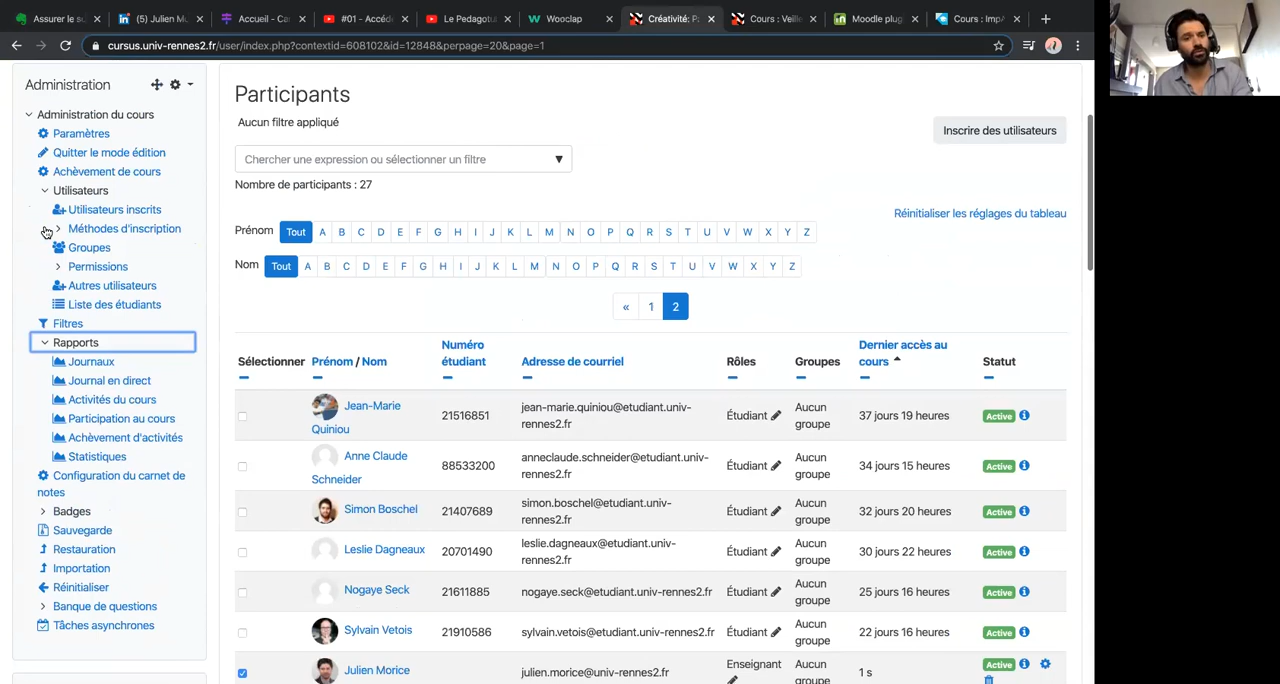 Assurer le su
(5) Julien Mo
Accueil - Ca
#01 - Accéd
Le Pedagotu
Wooclap
Créativité; Pa
Cours : Veille
Moodle plug
Cours : ImpA
cursus.univ-rennes2.fr/user/index.php?contextid=608102&id=12848&perpage=20&page=1
Administration
Administration du cours
Paramètres
Quitter le mode édition
Achèvement de cours
Utilisateurs
Utilisateurs inscrits
Méthodes d'inscription
Groupes
Permissions
Autres utilisateurs
Liste des étudiants
Filtres
Rapports
Journaux
Journal en direct
Activités du cours
Participation au cours
Achèvement d'activités
Statistiques
Configuration du carnet de
notes
Badges
Sauvegarde
Restauration
Importation
Réinitialiser
Banque de questions
Tâches asynchrones
Participants
Aucun filtre appliqué
Inscrire des utilisateurs
Chercher une expression ou sélectionner un filtre
Nombre de participants : 27
Réinitialiser les réglages du tableau
Prénom Tout A B C D E F G H I J K L M N O P Q R S T U V W X Y Z
Nom Tout A B C D E F G H I J K L M N O P Q R S T U V W X Y Z
« 1 2
Sélectionner Prénom / Nom Numéro étudiant Adresse de courriel Rôles Groupes Dernier accès au cours Statut
Jean-Marie Quiniou 21516851 jean-marie.quiniou@etudiant.univ-rennes2.fr Étudiant Aucun groupe 37 jours 19 heures Active
Anne Claude Schneider 88533200 anneclaude.schneider@etudiant.univ-rennes2.fr Étudiant Aucun groupe 34 jours 15 heures Active
Simon Boschel 21407689 simon.boschel@etudiant.univ-rennes2.fr Étudiant Aucun groupe 32 jours 20 heures Active
Leslie Dagneaux 20701490 leslie.dagneaux@etudiant.univ-rennes2.fr Étudiant Aucun groupe 30 jours 22 heures Active
Nogaye Seck 21611885 nogaye.seck@etudiant.univ-rennes2.fr Étudiant Aucun groupe 25 jours 16 heures Active
Sylvain Vetois 21910586 sylvain.vetois@etudiant.univ-rennes2.fr Étudiant Aucun groupe 22 jours 16 heures Active
Julien Morice julien.morice@univ-rennes2.fr Enseignant Aucun groupe 1 s Active